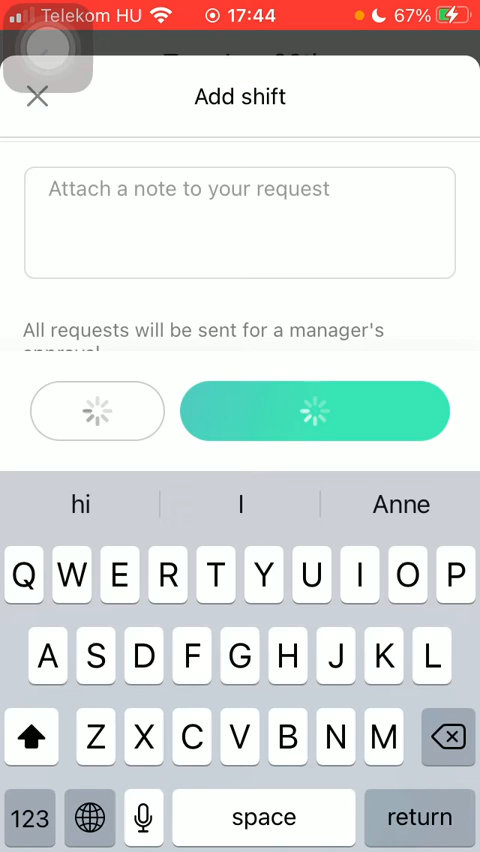 Telekom HU 17:44 67%
Add shift
Attach a note to your request
All requests will be sent for a manager's
approval
hi I Anne
Q W E R T Y U I O P
A S D F G H J K L
Z X C V B N M
123 space return